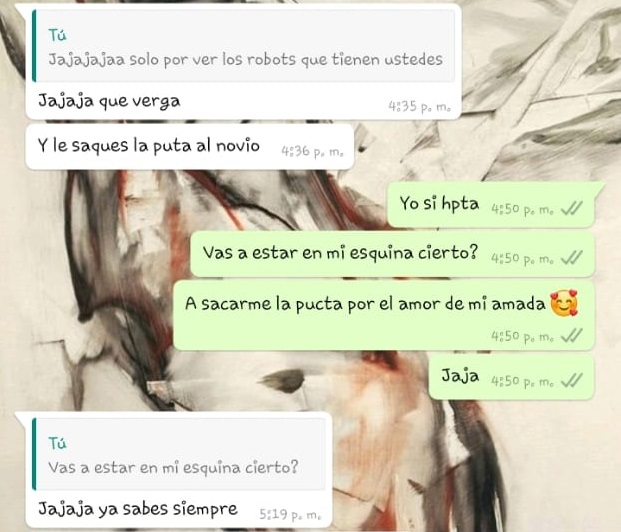 Tú
Jajajajaa solo por ver los robots que tienen ustedes
Jajaja que verga
4:35 p. m.
Y le saques la puta al novio 4:36 p. m.
Yo si hpta 4:50 p. m.
Vas a estar en mi esquina cierto? 4:50 p. m.
A sacarme la pucta por el amor de mi amada 🥰
4:50 p. m.
Jaja 4:50 p. m.
Tú
Vas a estar en mi esquina cierto?
Jajaja ya sabes siempre 5:19 p. m.